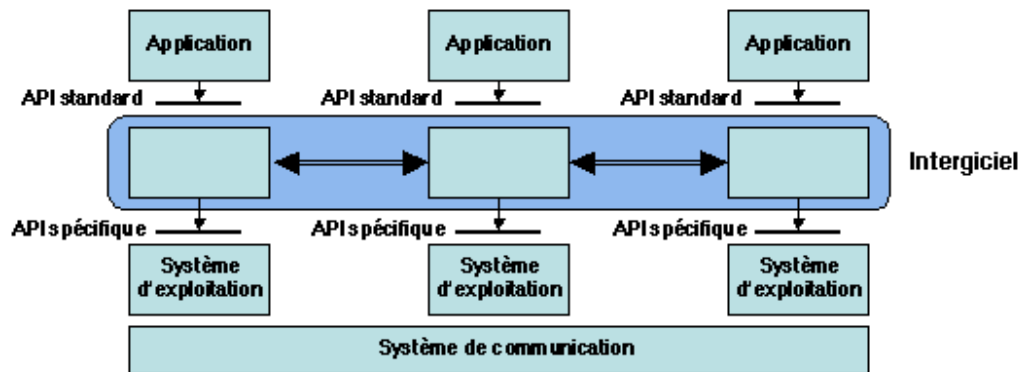 Application Application Application
API standard API standard API standard
Intergiciel
API spécifique API spécifique API spécifique
Système Système Système
d'exploitation d'exploitation d'exploitation
Système de communication